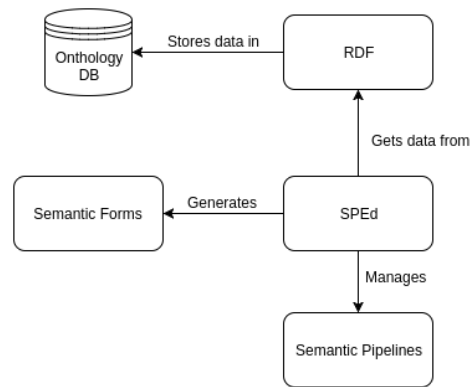 Stores data in
Onthology
DB
RDF
Gets data from
Generates
Semantic Forms
SPEd
Manages
Semantic Pipelines